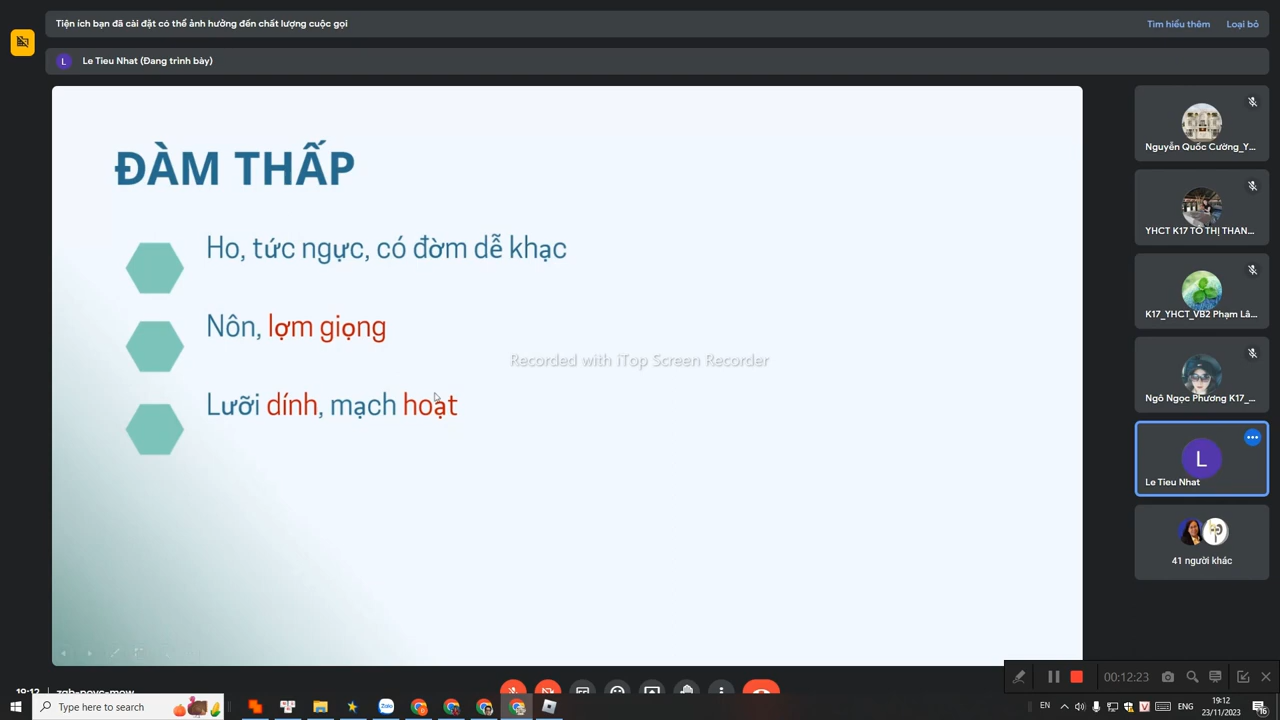 Tiện ích bạn đã cài đặt có thể ảnh hưởng đến chất lượng cuộc gọi
Tìm hiểu thêm
Loại bỏ
L
Le Tieu Nhat (Đang trình bày)
ĐÀM THẤP
Ho, tức ngực, có đờm dễ khạc
Nôn, lợm giọng
Recorded with iTop Screen Recorder
Lưỡi dính, mạch hoạt
Nguyễn Quốc Cường_Y...
YHCT K17 TÔ THỊ THAN...
K17_YHCT_VB2 Phạm Lâ...
Ngô Ngọc Phương K17_...
L
Le Tieu Nhat
41 người khác
00:12:23
19:12
Type here to search
Zalo
EN
19:12
23/11/2023